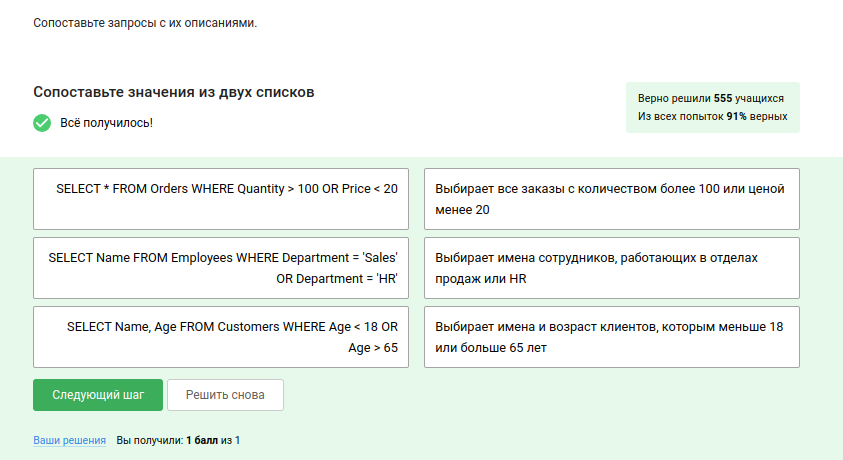 Сопоставьте запросы с их описаниями.
Сопоставьте значения из двух списков
Всё получилось!
Верно решили 555 учащихся
Из всех попыток 91% верных
SELECT * FROM Orders WHERE Quantity > 100 OR Price < 20
Выбирает все заказы с количеством более 100 или ценой
менее 20
SELECT Name FROM Employees WHERE Department = 'Sales'
OR Department = 'HR'
Выбирает имена сотрудников, работающих в отделах
продаж или HR
SELECT Name, Age FROM Customers WHERE Age < 18 OR
Age > 65
Выбирает имена и возраст клиентов, которым меньше 18
или больше 65 лет
Следующий шаг
Решить снова
Ваши решения Вы получили: 1 балл из 1